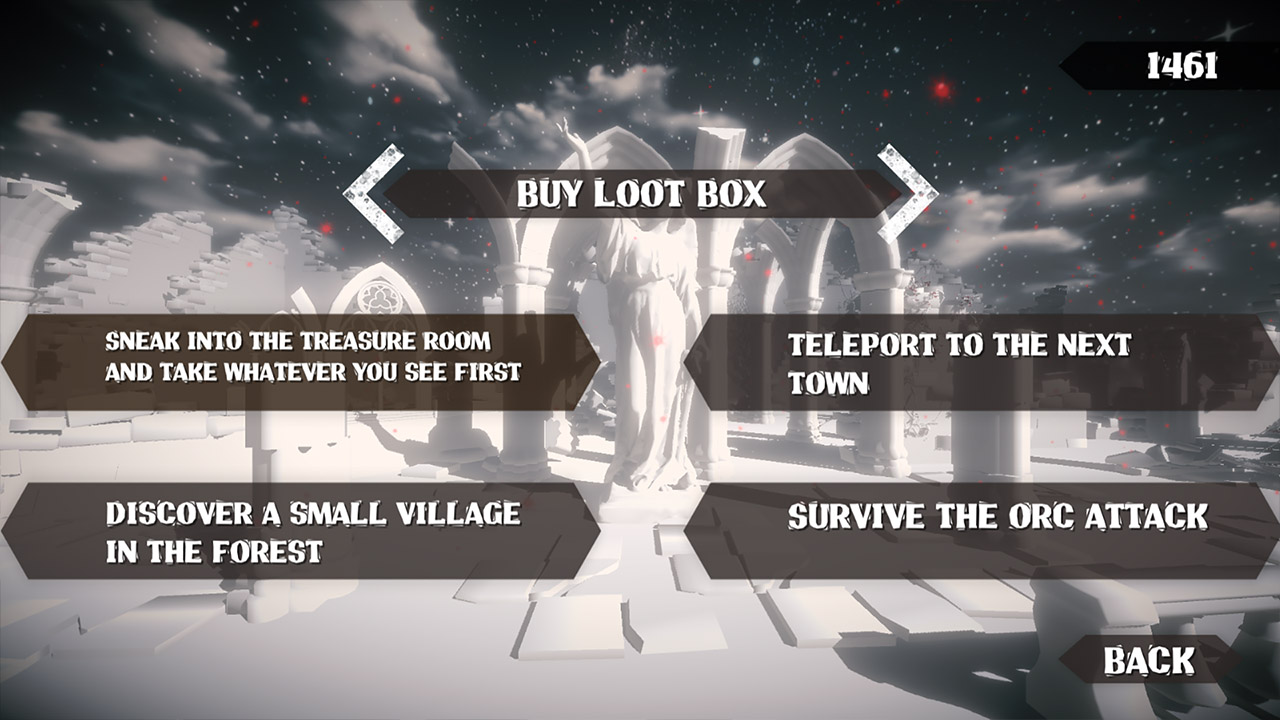 1461
BUY LOOT BOX
SNEAK INTO THE TREASURE ROOM
AND TAKE WHATEVER YOU SEE FIRST
TELEPORT TO THE NEXT
TOWN
DISCOVER A SMALL VILLAGE
IN THE FOREST
SURVIVE THE ORC ATTACK
BACK